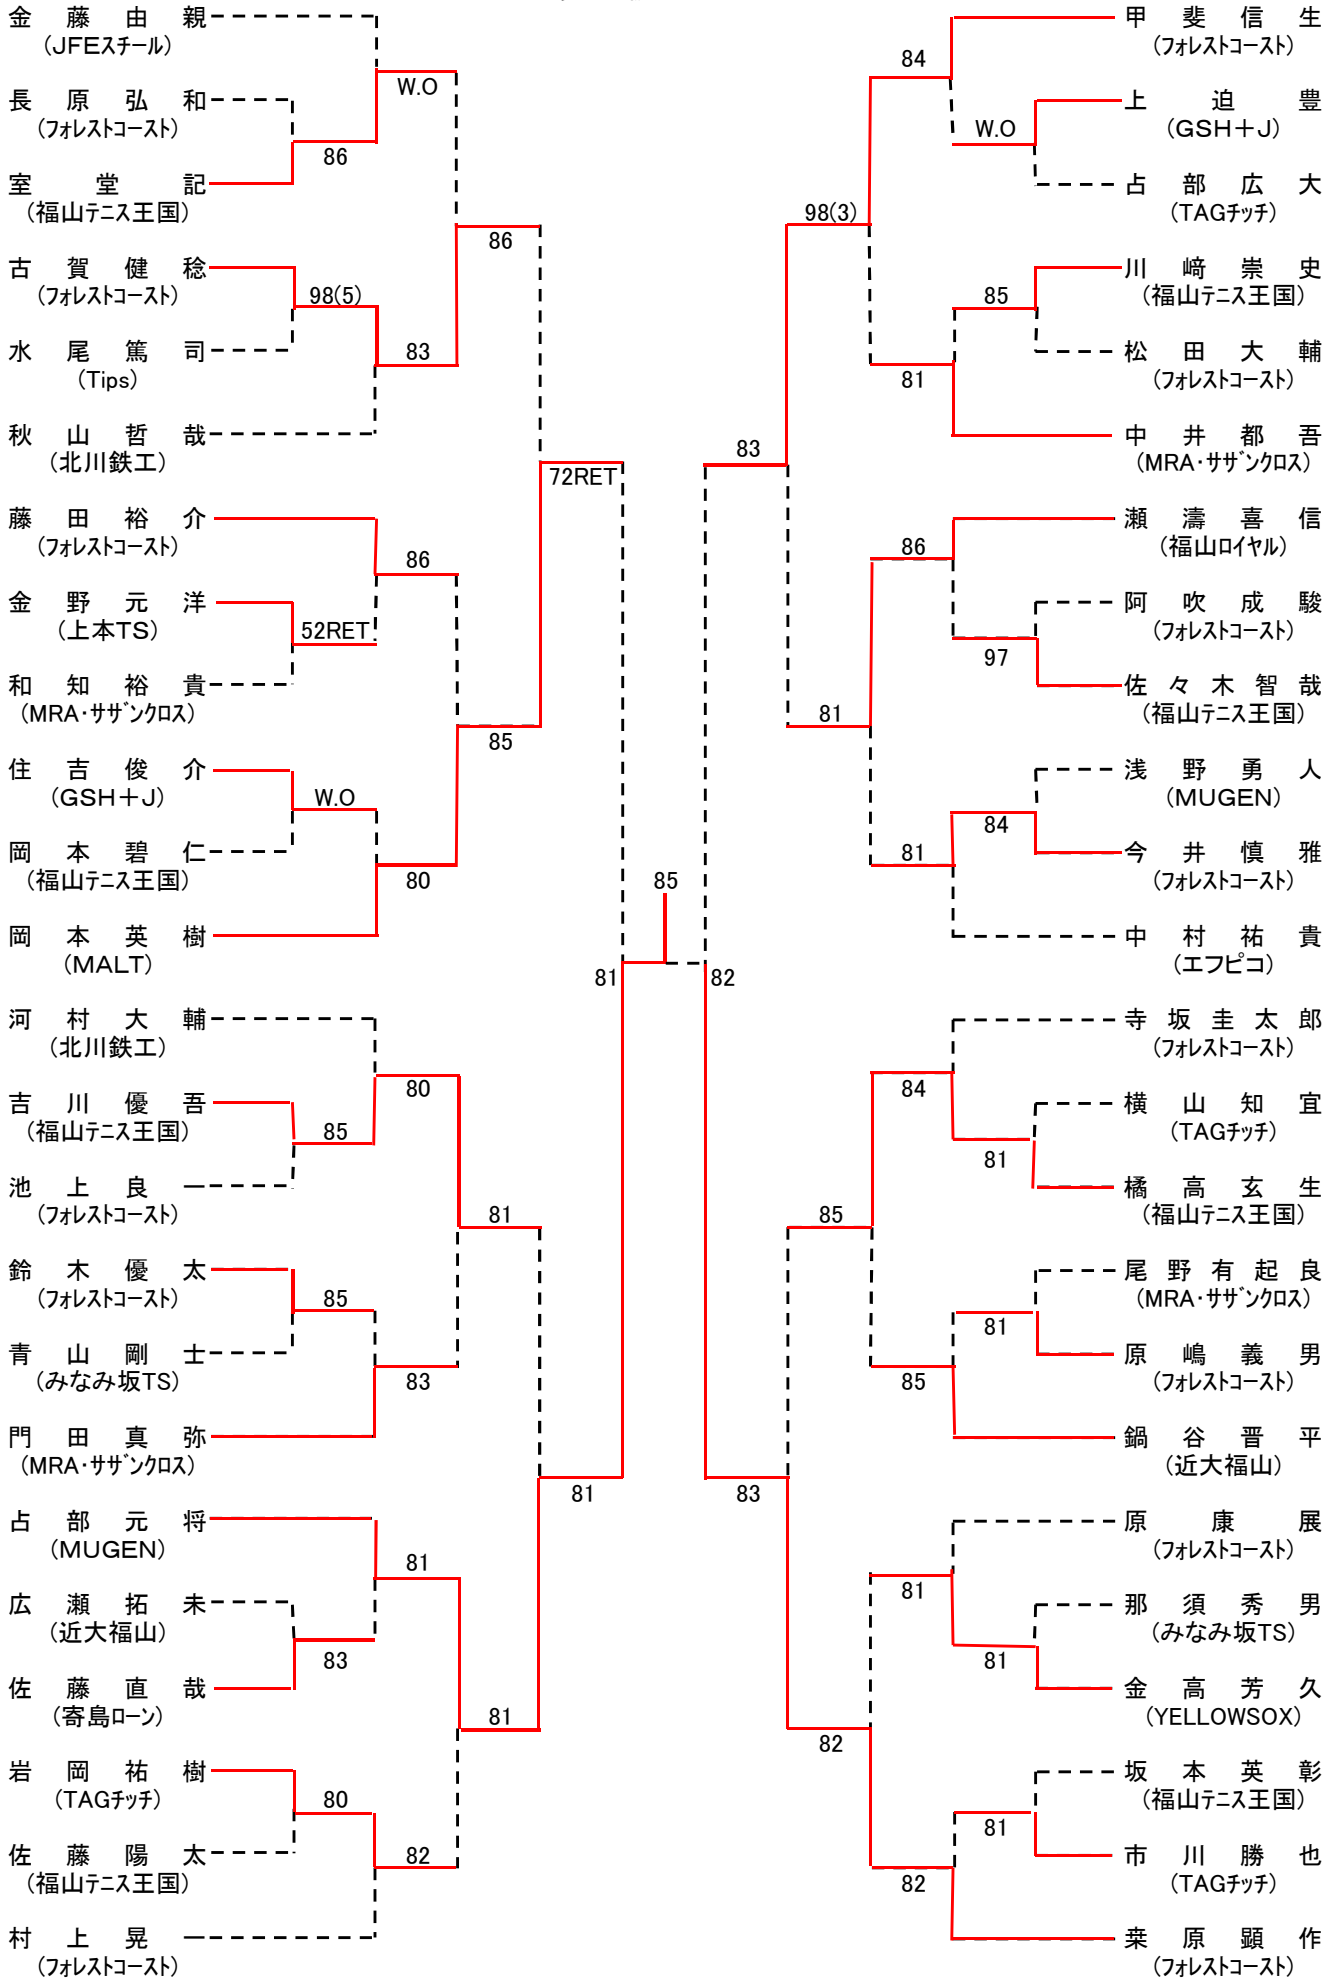 金藤由親
(JFEスチール)
W.O
長原弘和
(フォレストコースト)
86
室堂記
(福山テニス王国)
86
古賀健稔
(フォレストコースト)
98(5)
水尾篤司
(Tips)
83
秋山哲哉
(北川鉄工)
72RET
藤田裕介
(フォレストコースト)
86
金野元洋
(上本TS)
52RET
和知裕貴
(MRA・サザンクロス)
85
住吉俊介
(GSH+J)
W.O
岡本碧仁
(福山テニス王国)
80
岡本英樹
(MALT)
81
河村大輔
(北川鉄工)
80
吉川優吾
(福山テニス王国)
85
池上良一
(フォレストコースト)
81
鈴木優太
(フォレストコースト)
85
青山剛士
(みなみ坂TS)
83
門田真弥
(MRA・サザンクロス)
81
占部元将
(MUGEN)
81
広瀬拓未
(近大福山)
83
佐藤直哉
(寄島ローン)
81
岩岡祐樹
(TAGチッチ)
80
佐藤陽太
(福山テニス王国)
82
村上晃一
(フォレストコースト)
85
甲斐信生
(フォレストコースト)
84
上迫豊
(GSH+J)
W.O
占部広大
(TAGチッチ)
98(3)
川﨑崇史
(福山テニス王国)
85
松田大輔
(フォレストコースト)
81
中井都吾
(MRA・サザンクロス)
83
瀬濤喜信
(福山ロイヤル)
86
阿吹成駿
(フォレストコースト)
97
佐々木智哉
(福山テニス王国)
81
浅野勇人
(MUGEN)
84
今井慎雅
(フォレストコースト)
81
中村祐貴
(エフピコ)
82
寺坂圭太郎
(フォレストコースト)
84
横山知宜
(TAGチッチ)
81
橘高玄生
(福山テニス王国)
85
尾野有起良
(MRA・サザンクロス)
81
原嶋義男
(フォレストコースト)
85
鍋谷晋平
(近大福山)
83
原康展
(フォレストコースト)
81
那須秀男
(みなみ坂TS)
81
金高芳久
(YELLOWSOX)
82
坂本英彰
(福山テニス王国)
81
市川勝也
(TAGチッチ)
82
桒原顕作
(フォレストコースト)